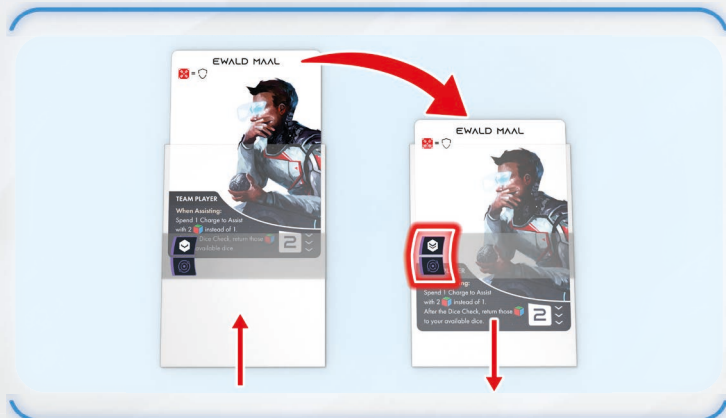 EWALD MAAL
=
TEAM PLAYER
When Assisting:
Spend 1 Charge to Assist
with 2 instead of 1.
Dice Check, return those
available dice.
2
EWALD MAAL
=
Spend 1 Charge to Assist
with 2 instead of 1.
After the Dice Check, return those
to your available dice.
2